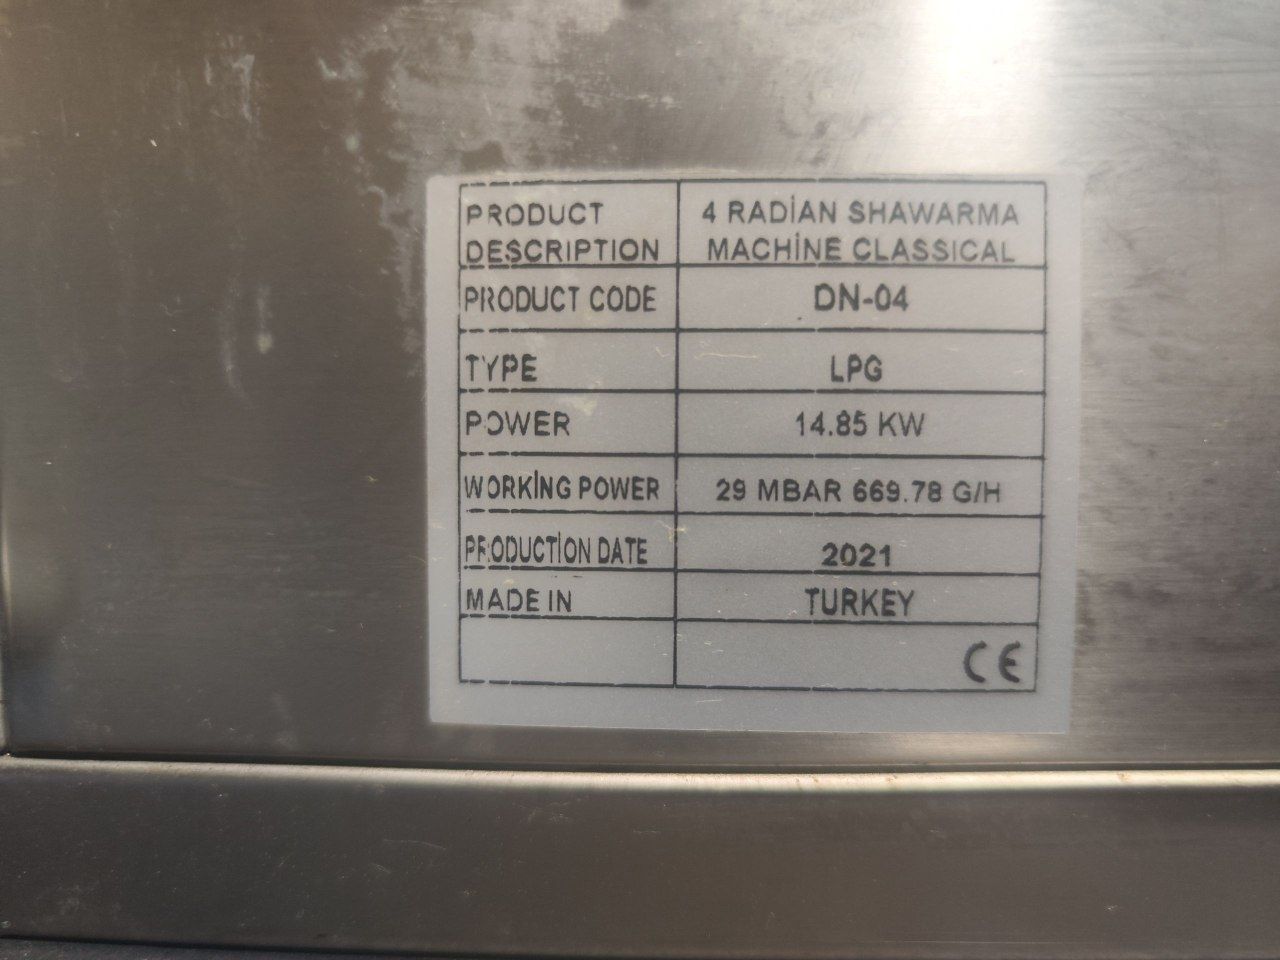 PRODUCT DESCRIPTION
4 RADİAN SHAWARMA MACHİNE CLASSICAL
PRODUCT CODE DN-04
TYPE LPG
POWER 14.85 KW
WORKİNG POWER 29 MBAR 669.78 G/H
PRODUCTİON DATE 2021
MADE IN TURKEY
CE